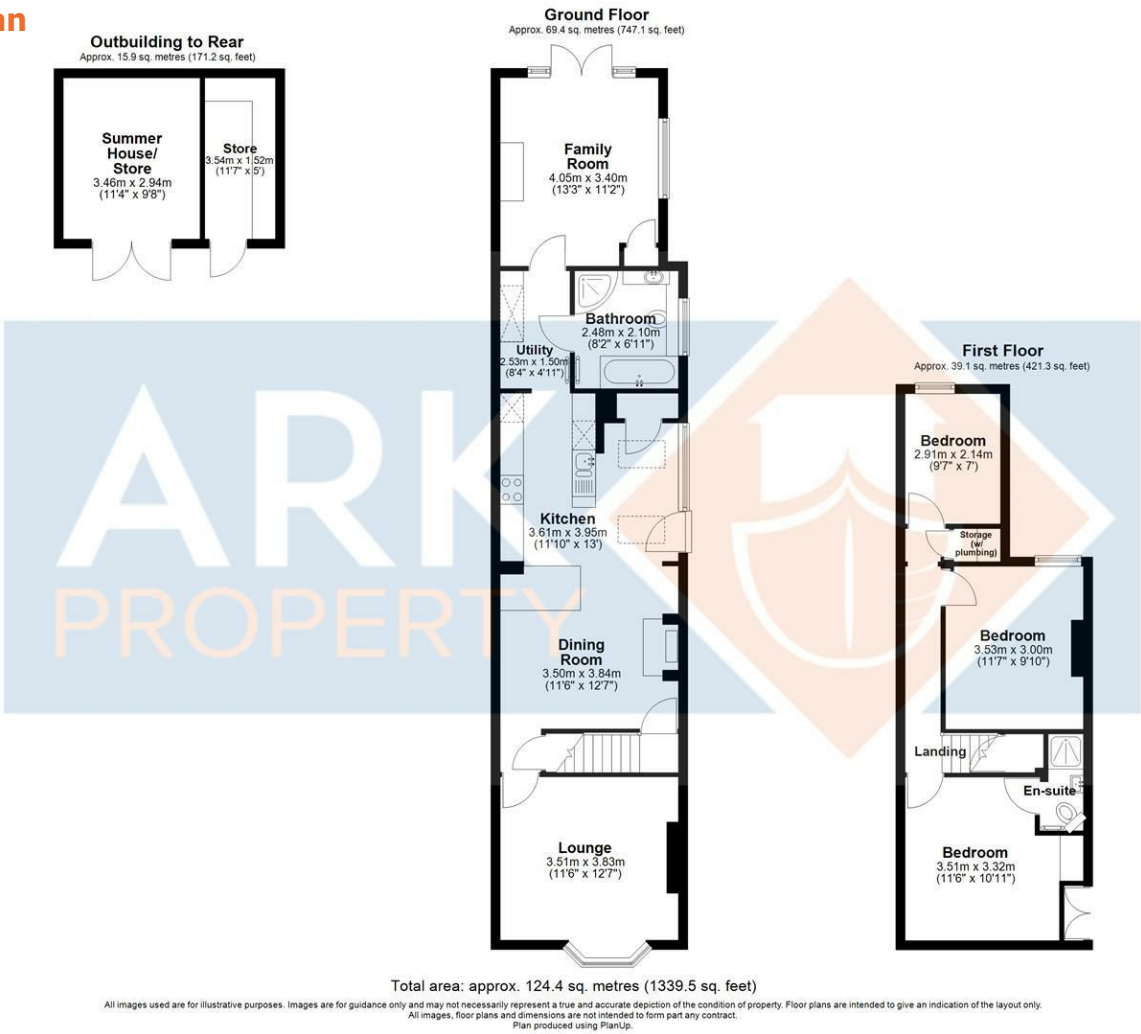 an
Outbuilding to Rear
Approx. 15.9 sq. metres (171.2 sq. feet)
Summer
House/
Store
3.46m x 2.94m
(11'4" x 9'8")
Store
3.54m x 1.52m
(11'7" x 5')
Ground Floor
Approx. 69.4 sq. metres (747.1 sq. feet)
Family
Room
4.05m x 3.40m
(13'3" x 11'2")
Bathroom
2.48m x 2.10m
(8'2" x 6'11")
Utility
2.53m x 1.50m
(8'4" x 4'11")
Kitchen
3.61m x 3.95m
(11'10" x 13')
Dining
Room
3.50m x 3.84m
(11'6" x 12'7")
Lounge
3.51m x 3.83m
(11'6" x 12'7")
First Floor
Approx. 39.1 sq. metres (421.3 sq. feet)
Bedroom
2.91m x 2.14m
(9'7" x 7')
Storage
(w/
plumbing)
Bedroom
3.53m x 3.00m
(11'7" x 9'10")
Landing
En-suite
Bedroom
3.51m x 3.32m
(11'6" x 10'11")
ARK
PROPERTY
Total area: approx. 124.4 sq. metres (1339.5 sq. feet)
All images used are for illustrative purposes. Images are for guidance only and may not necessarily represent a true and accurate depiction of the condition of property. Floor plans are intended to give an indication of the layout only.
All images, floor plans and dimensions are not intended to form part any contract.
Plan produced using PlanUp.